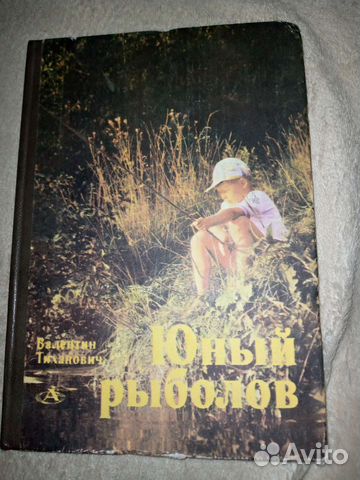 Валентин
Тиханович
Юный
рыболов
A
Avito